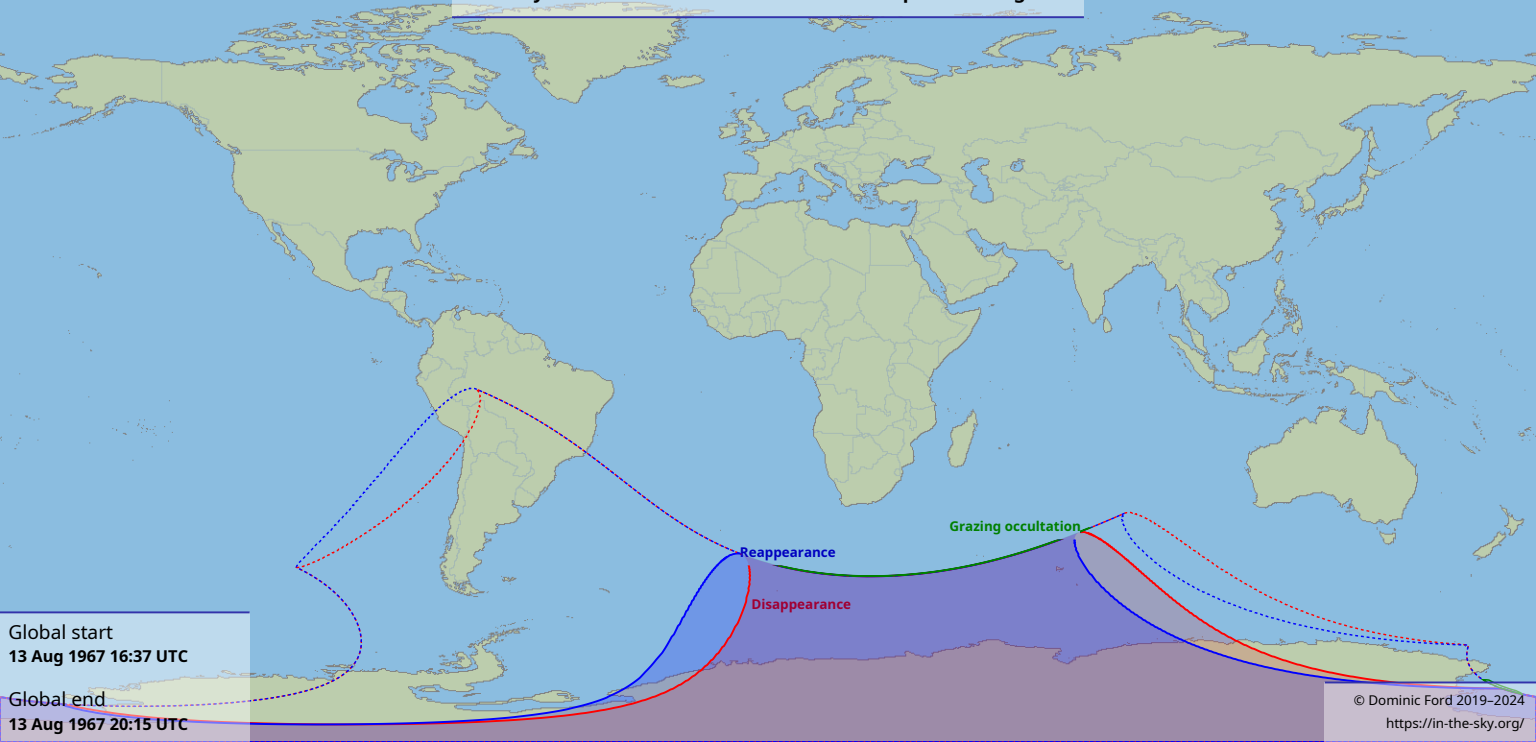 Reappearance
Grazing occultation
Disappearance
Global start
13 Aug 1967 16:37 UTC
Global end
13 Aug 1967 20:15 UTC
© Dominic Ford 2019–2024
https://in-the-sky.org/